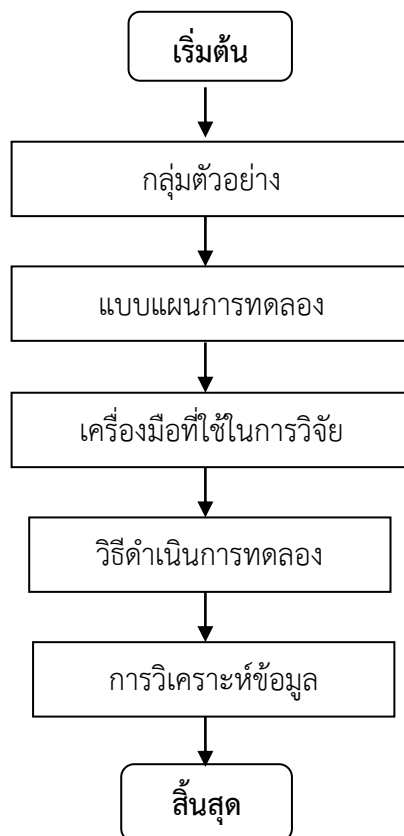 เริ่มต้น
กลุ่มตัวอย่าง
แบบแผนการทดลอง
เครื่องมือที่ใช้ในการวิจัย
วิธีดำเนินการทดลอง
การวิเคราะห์ข้อมูล
สิ้นสุด